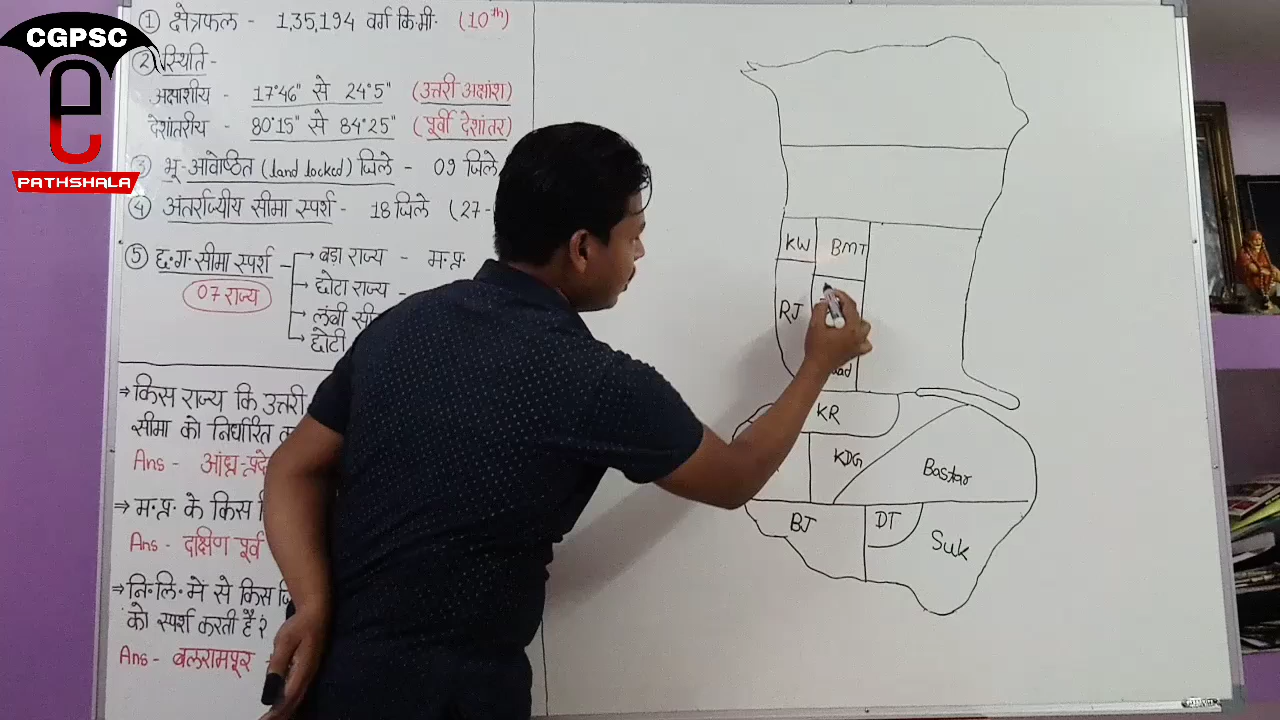 CGPSC
e
PATHSHALA
① क्षेत्रफल - 1,35,194 वर्ग कि॰मी॰ (10th)
② स्थिति -
अक्षाशीय - 17°46" से 24°5" (उत्तरी अक्षांश)
देशांतरीय - 80°15" से 84°25" (पूर्वी देशांतर)
③ भू-आवेष्ठित (land locked) जिले - 09 जिले
④ अंतर्राज्यीय सीमा स्पर्श - 18 जिले (27-
⑤ छ॰ग॰ सीमा स्पर्श
07 राज्य
बड़ा राज्य - म॰प्र॰
छोटा राज्य -
लंबी
छोटी
→ किस राज्य कि उत्तरी
सीमा को निर्धारित
Ans - आंध्र
→ म॰प्र॰ के किस
Ans - दक्षिण पूर्व
→ नि॰लि॰ में से किस
को स्पर्श करती है?
Ans - बलरामपूर -
KW
BMT
RJ
KR
KDG
Bastar
BJ
DT
Suk